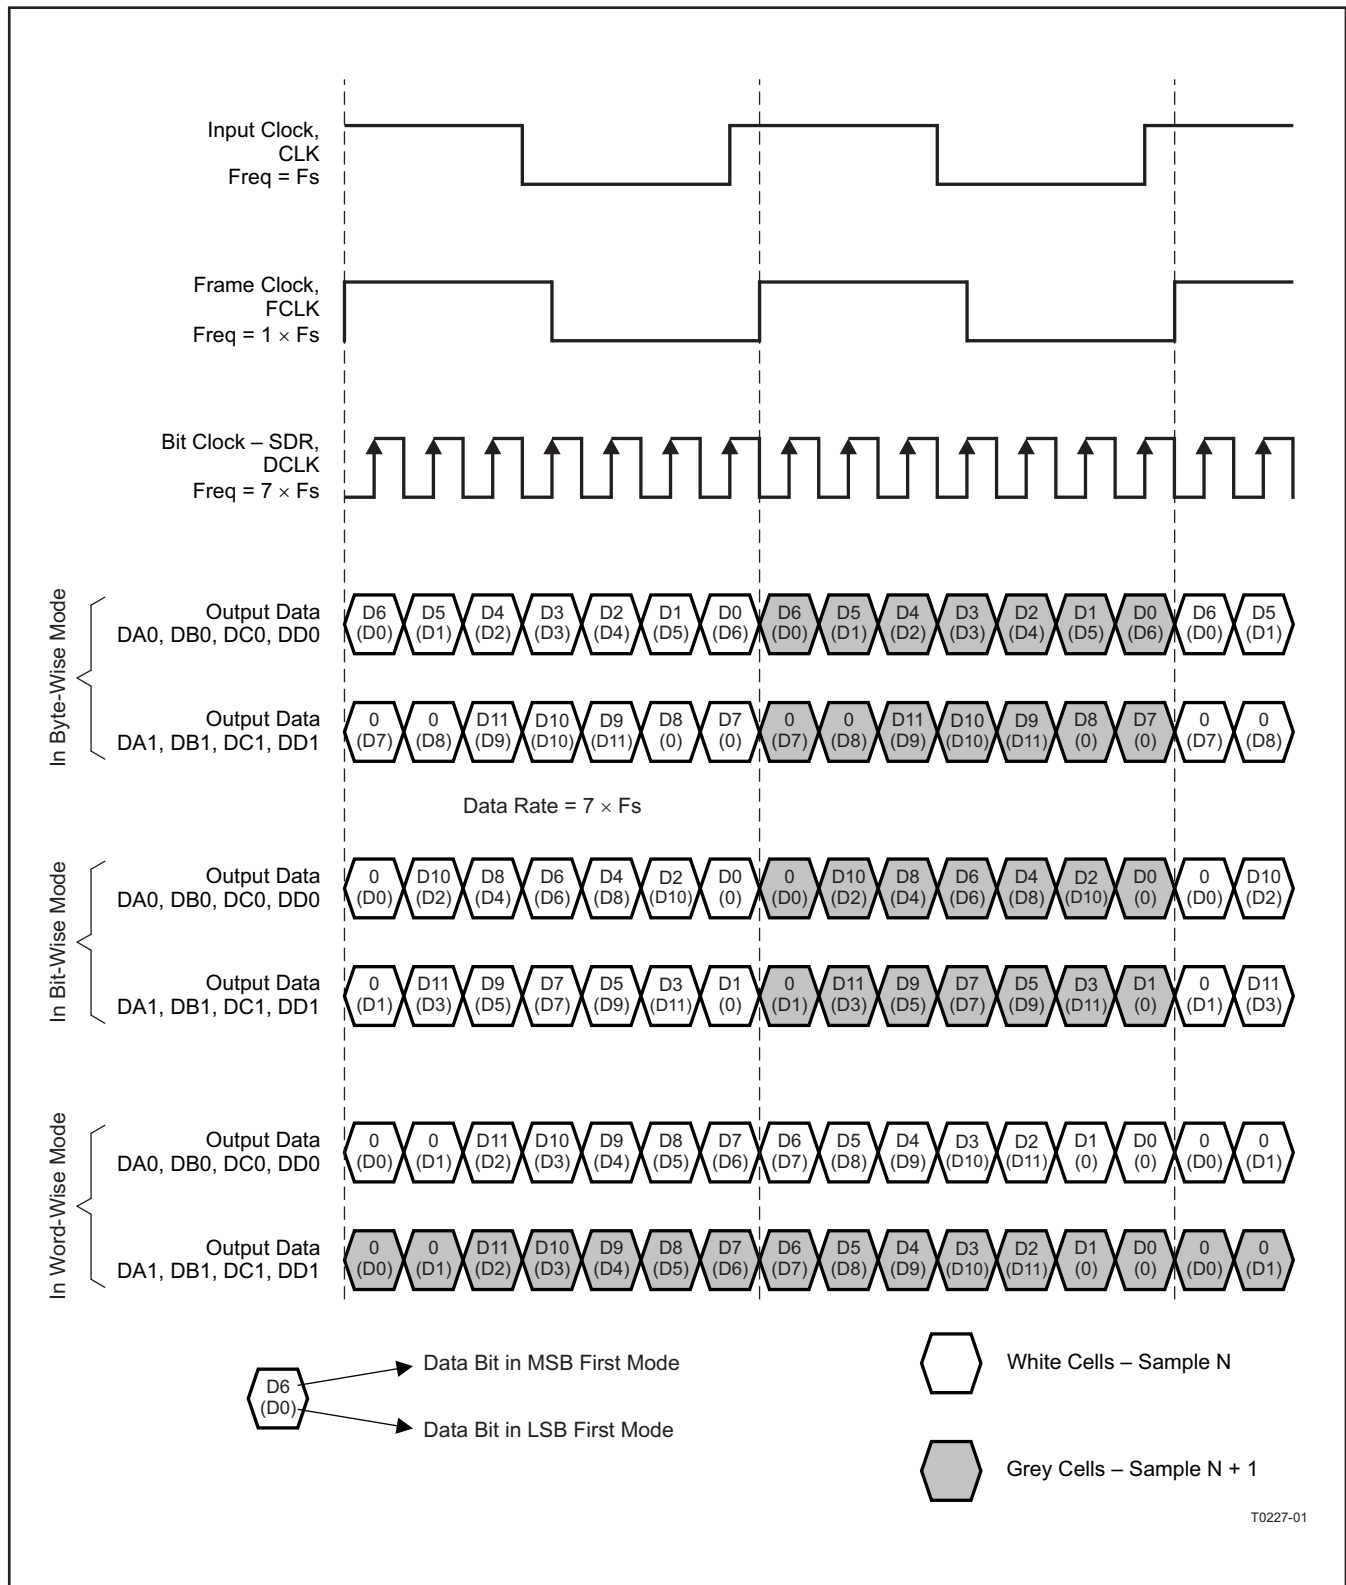 Input Clock,
CLK
Freq = Fs
Frame Clock,
FCLK
Freq = 1 × Fs
Bit Clock – SDR,
DCLK
Freq = 7 × Fs
In Byte-Wise Mode
Output Data
DA0, DB0, DC0, DD0
D6 D5 D4 D3 D2 D1 D0 D6 D5 D4 D3 D2 D1 D0 D6 D5
(D0) (D1) (D2) (D3) (D4) (D5) (D6) (D0) (D1) (D2) (D3) (D4) (D5) (D6) (D0) (D1)
Output Data
DA1, DB1, DC1, DD1
0 0 D11 D10 D9 D8 D7 0 0 D11 D10 D9 D8 D7 0 0
(D7) (D8) (D9) (D10) (D11) (0) (0) (D7) (D8) (D9) (D10) (D11) (0) (0) (D7) (D8)
Data Rate = 7 × Fs
In Bit-Wise Mode
Output Data
DA0, DB0, DC0, DD0
0 D10 D8 D6 D4 D2 D0 0 D10 D8 D6 D4 D2 D0 0 D10
(D0) (D2) (D4) (D6) (D8) (D10) (0) (D0) (D2) (D4) (D6) (D8) (D10) (0) (D0) (D2)
Output Data
DA1, DB1, DC1, DD1
0 D11 D9 D7 D5 D3 D1 0 D11 D9 D7 D5 D3 D1 0 D11
(D1) (D3) (D5) (D7) (D9) (D11) (0) (D1) (D3) (D5) (D7) (D9) (D11) (0) (D1) (D3)
In Word-Wise Mode
Output Data
DA0, DB0, DC0, DD0
0 0 D11 D10 D9 D8 D7 D6 D5 D4 D3 D2 D1 D0 0 0
(D0) (D1) (D2) (D3) (D4) (D5) (D6) (D7) (D8) (D9) (D10) (D11) (0) (0) (D0) (D1)
Output Data
DA1, DB1, DC1, DD1
0 0 D11 D10 D9 D8 D7 D6 D5 D4 D3 D2 D1 D0 0 0
(D0) (D1) (D2) (D3) (D4) (D5) (D6) (D7) (D8) (D9) (D10) (D11) (0) (0) (D0) (D1)
D6
(D0)
Data Bit in MSB First Mode
Data Bit in LSB First Mode
White Cells – Sample N
Grey Cells – Sample N + 1
T0227-01